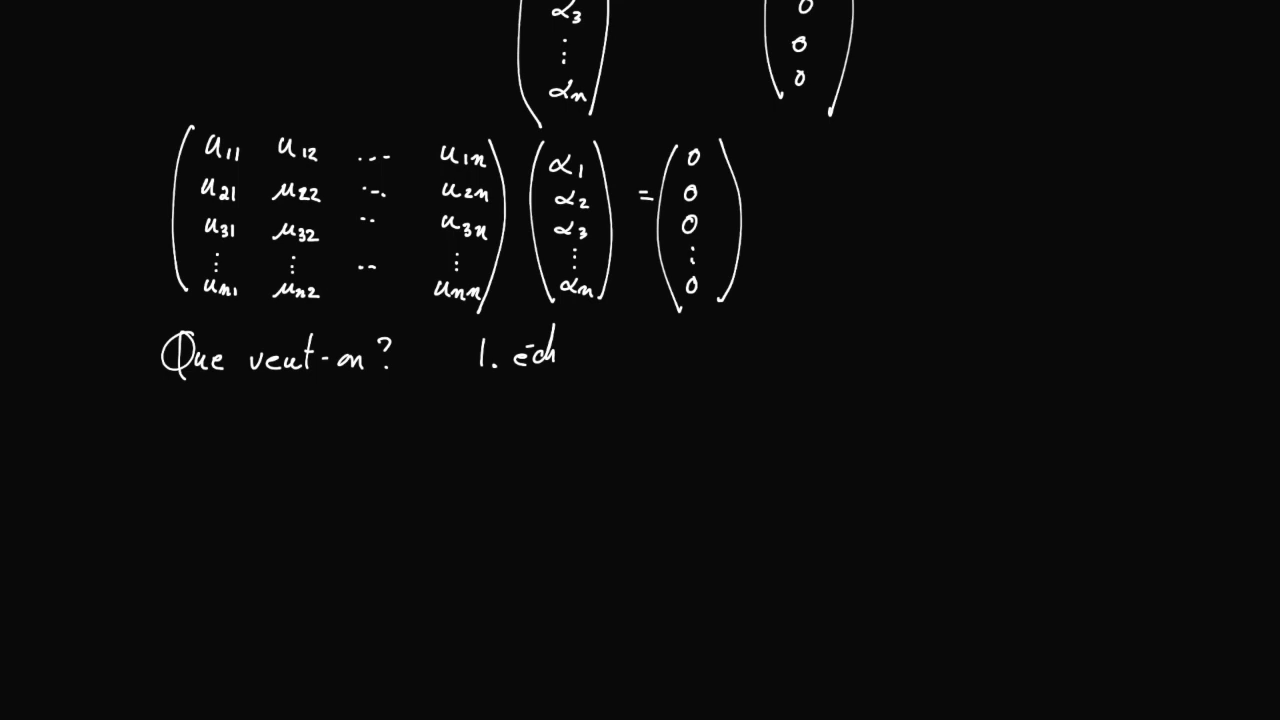 α3 0
⋮ 0
αn 0
( u11 u12 ... u1n ) ( α1 ) = ( 0 )
( u21 u22 ... u2n ) ( α2 ) ( 0 )
( u31 u32 .. u3n ) ( α3 ) ( 0 )
( ⋮ ⋮ .. ⋮ ) ( ⋮ ) ( ⋮ )
( un1 un2 unn ) ( αn ) ( 0 )
Que veut-on ? 1. éch